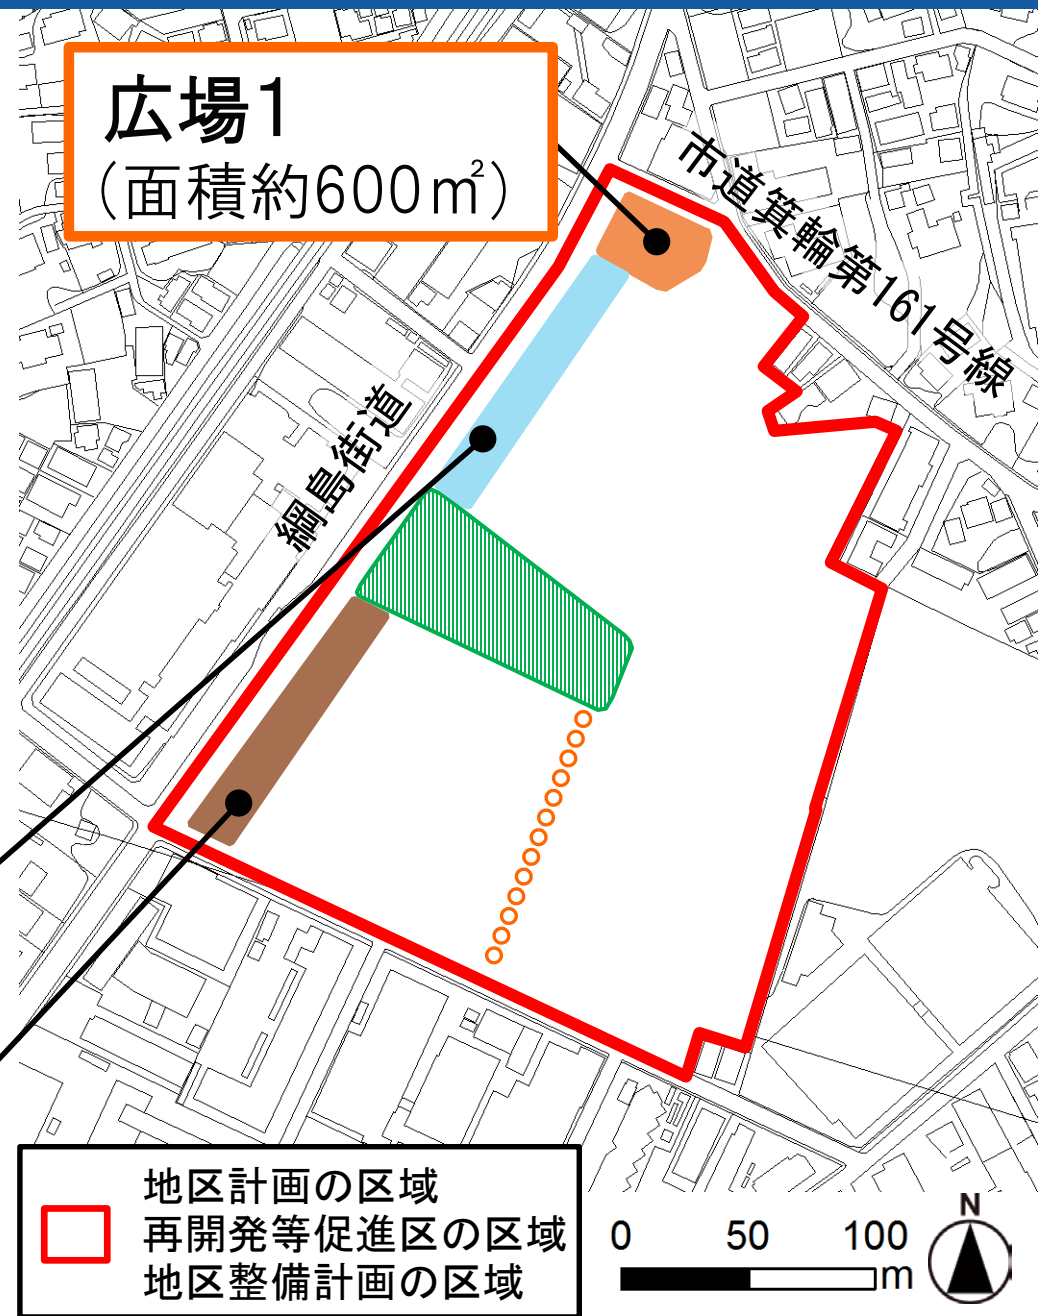 広場1
(面積約600㎡)
市道箕輪第161号線
綱島街道
地区計画の区域
再開発等促進区の区域
地区整備計画の区域
0 50 100
m
N